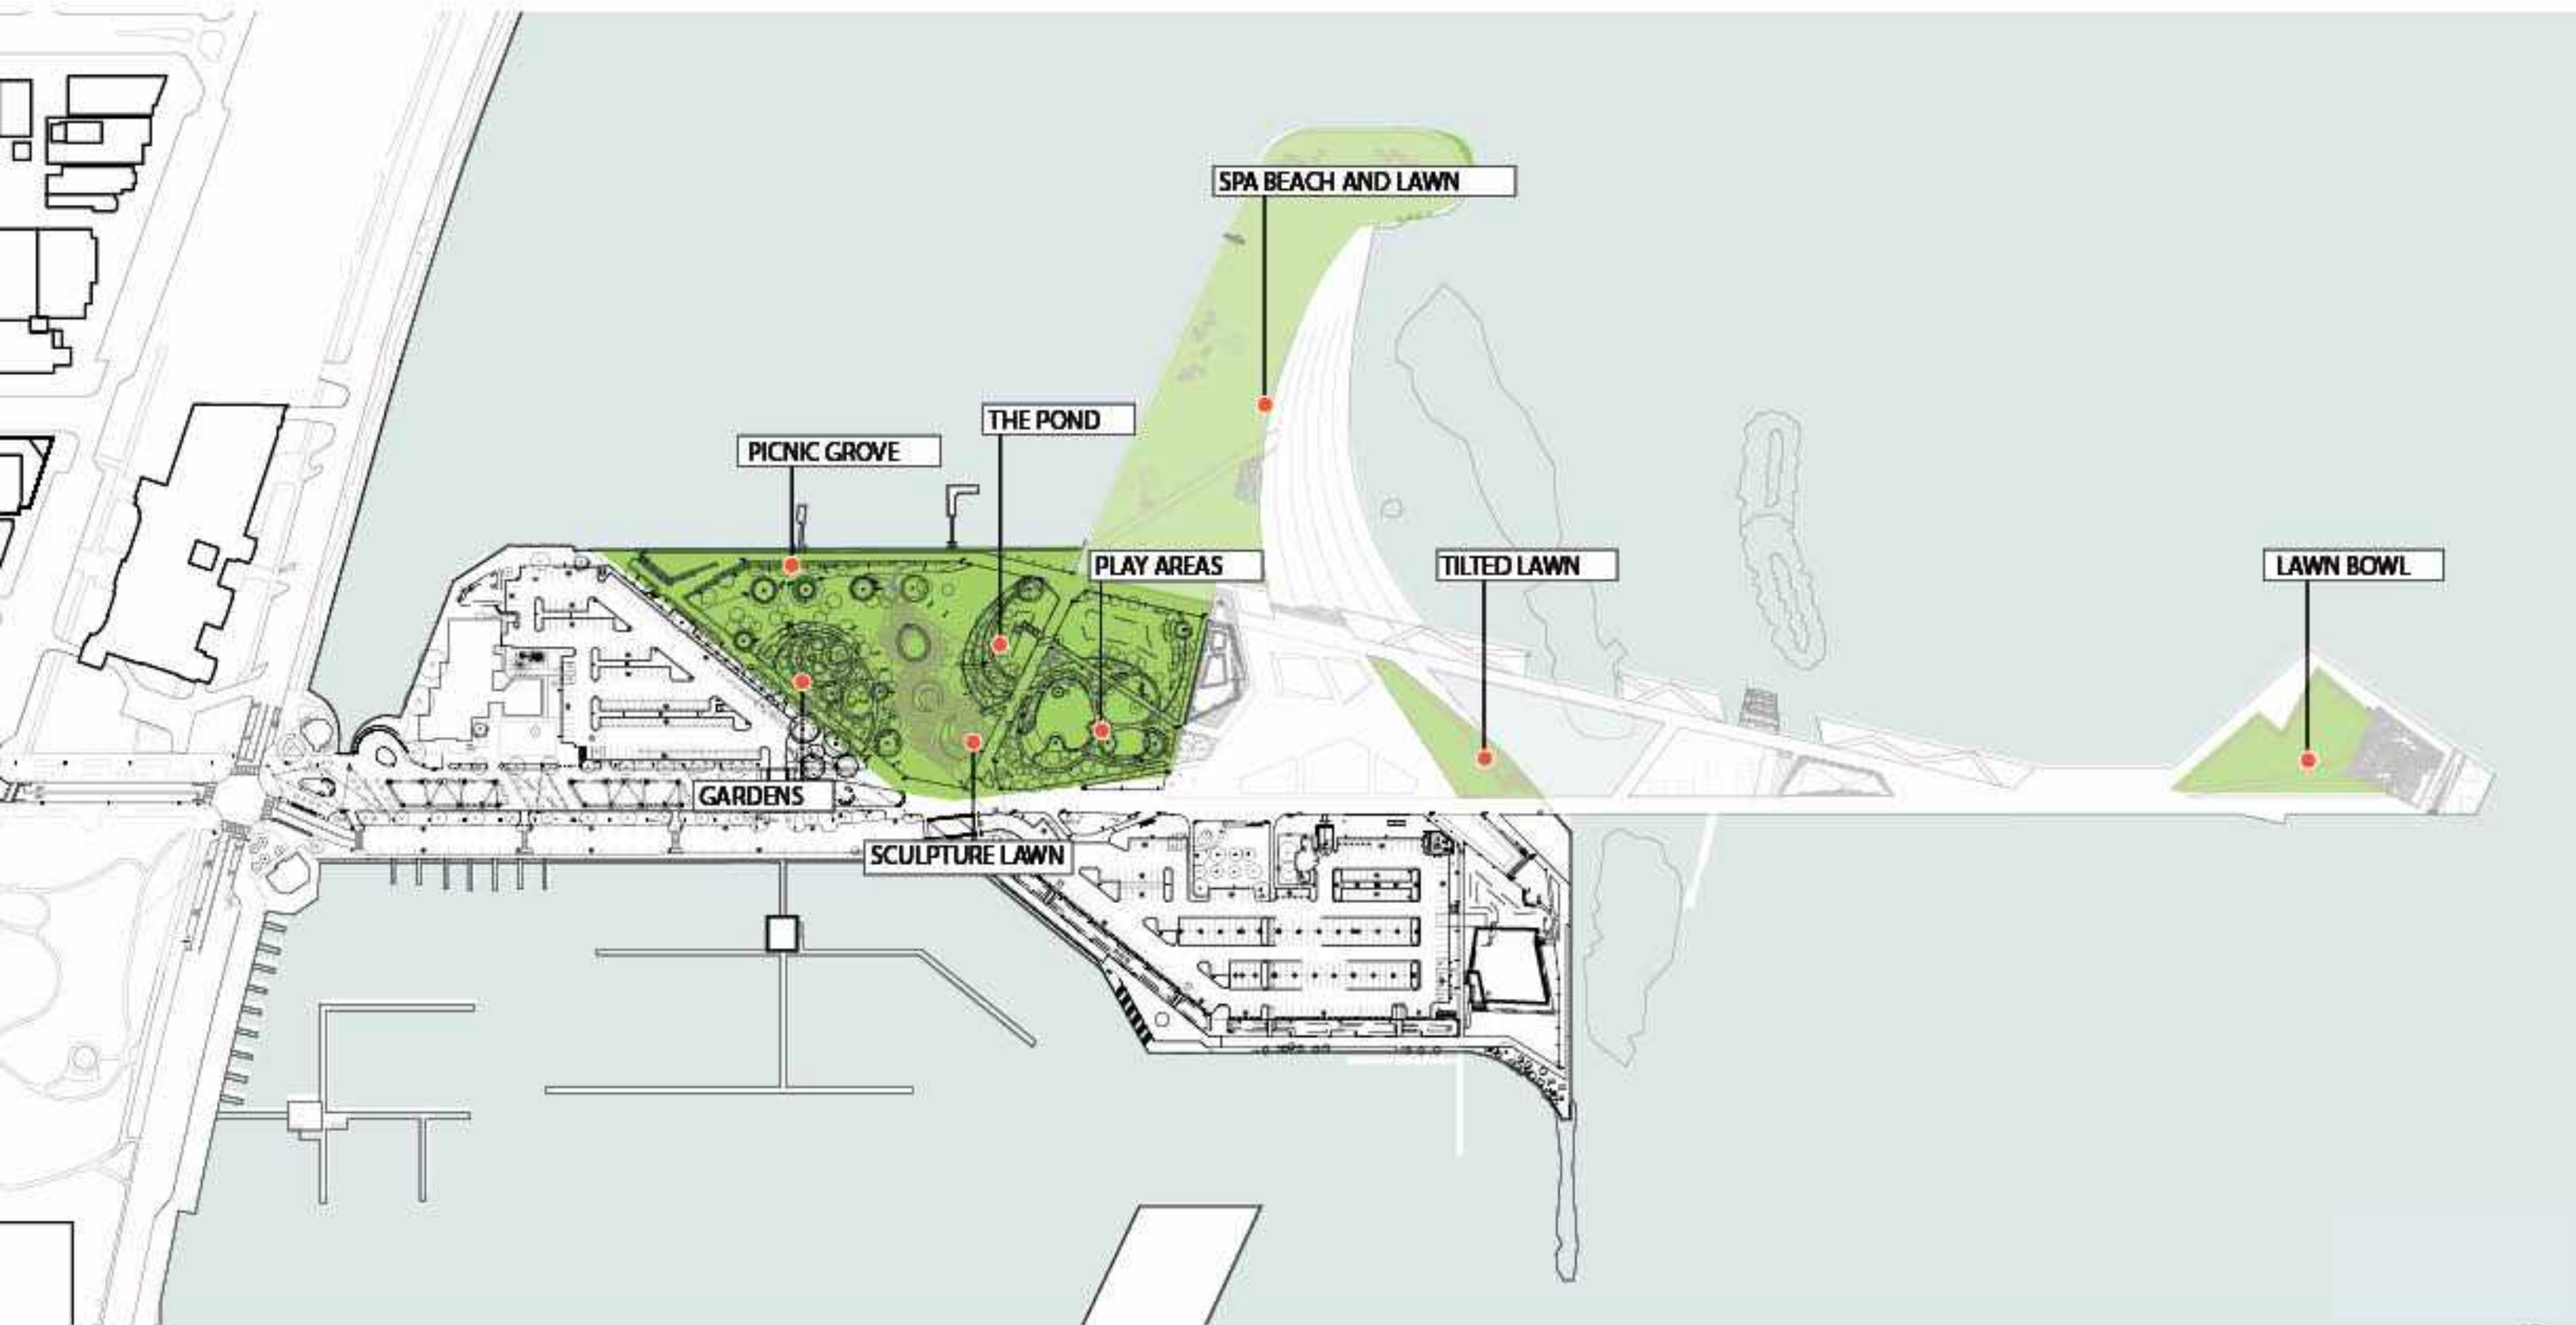 SPA BEACH AND LAWN
THE POND
PICNIC GROVE
PLAY AREAS
TILTED LAWN
LAWN BOWL
GARDENS
SCULPTURE LAWN